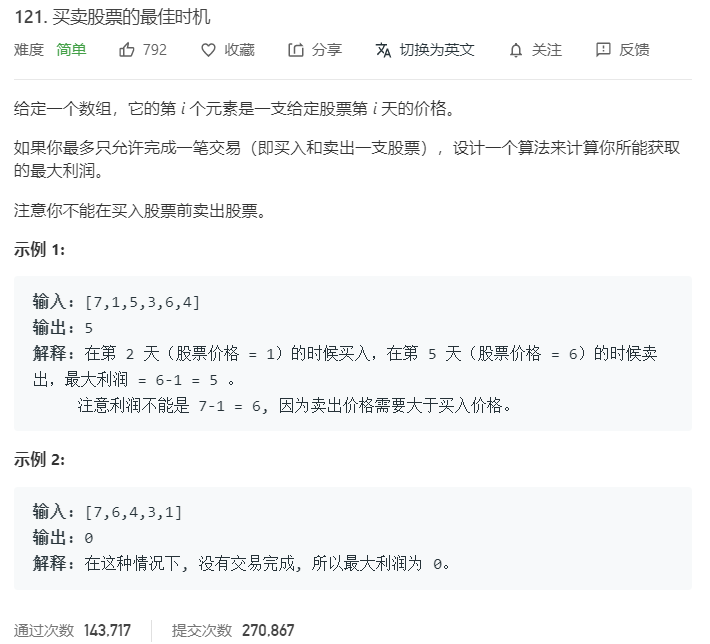 121. 买卖股票的最佳时机
难度 简单 792 收藏 分享 切换为英文 关注 反馈
给定一个数组，它的第 i 个元素是一支给定股票第 i 天的价格。
如果你最多只允许完成一笔交易（即买入和卖出一支股票），设计一个算法来计算你所能获取
的最大利润。
注意你不能在买入股票前卖出股票。
示例 1:
输入: [7,1,5,3,6,4]
输出: 5
解释: 在第 2 天（股票价格 = 1）的时候买入，在第 5 天（股票价格 = 6）的时候卖
出，最大利润 = 6-1 = 5 。
注意利润不能是 7-1 = 6, 因为卖出价格需要大于买入价格。
示例 2:
输入: [7,6,4,3,1]
输出: 0
解释: 在这种情况下, 没有交易完成, 所以最大利润为 0。
通过次数 143,717 提交次数 270,867